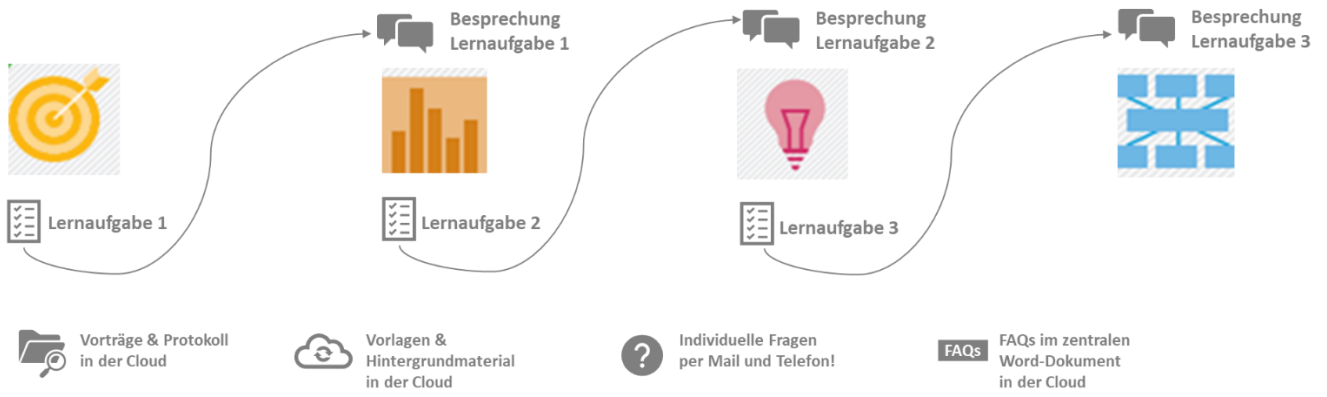 Besprechung
Lernaufgabe 1
Besprechung
Lernaufgabe 2
Besprechung
Lernaufgabe 3
Lernaufgabe 1
Lernaufgabe 2
Lernaufgabe 3
Vorträge & Protokoll
in der Cloud
Vorlagen &
Hintergrundmaterial
in der Cloud
?
Individuelle Fragen
per Mail und Telefon!
FAQs
FAQs im zentralen
Word-Dokument
in der Cloud